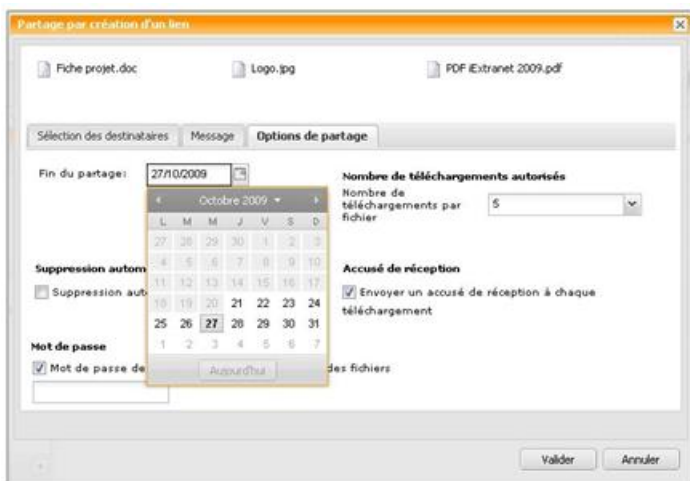 Partage par création d'un lien
Fiche projet.doc
Logo.jpg
PDF iExtranet 2009.pdf
Sélection des destinataires
Message
Options de partage
Fin du partage:
27/10/2009
Nombre de téléchargements autorisés
Nombre de
téléchargements par
fichier
5
Octobre 2009
L M M J V S D
27 28 29 30 1 2 3
4 5 6 7 8 9 10
11 12 13 14 15 16 17
18 19 20 21 22 23 24
25 26 27 28 29 30 31
1 2 3 4 5 6 7
Aujourd'hui
Suppression autom
Suppression aut
Accusé de réception
Envoyer un accusé de réception à chaque
téléchargement
Mot de passe
Mot de passe de
des fichiers
Valider
Annuler